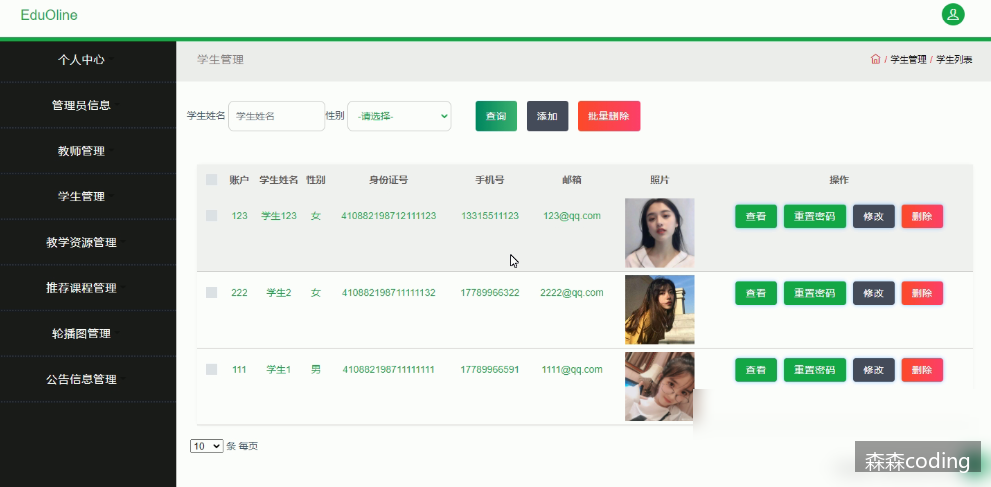 EduOline
个人中心
管理员信息
教师管理
学生管理
教学资源管理
推荐课程管理
轮播图管理
公告信息管理
学生管理
/ 学生管理 / 学生列表
学生姓名 学生姓名 性别 -请选择- 查询 添加 批量删除
账户 学生姓名 性别 身份证号 手机号 邮箱 照片 操作
123 学生123 女 410882198712111123 13315511123 123@qq.com 查看 重置密码 修改 删除
222 学生2 女 410882198711111132 17789966322 2222@qq.com 查看 重置密码 修改 删除
111 学生1 男 410882198711111111 17789966591 1111@qq.com 查看 重置密码 修改 删除
10 条 每页
森森coding